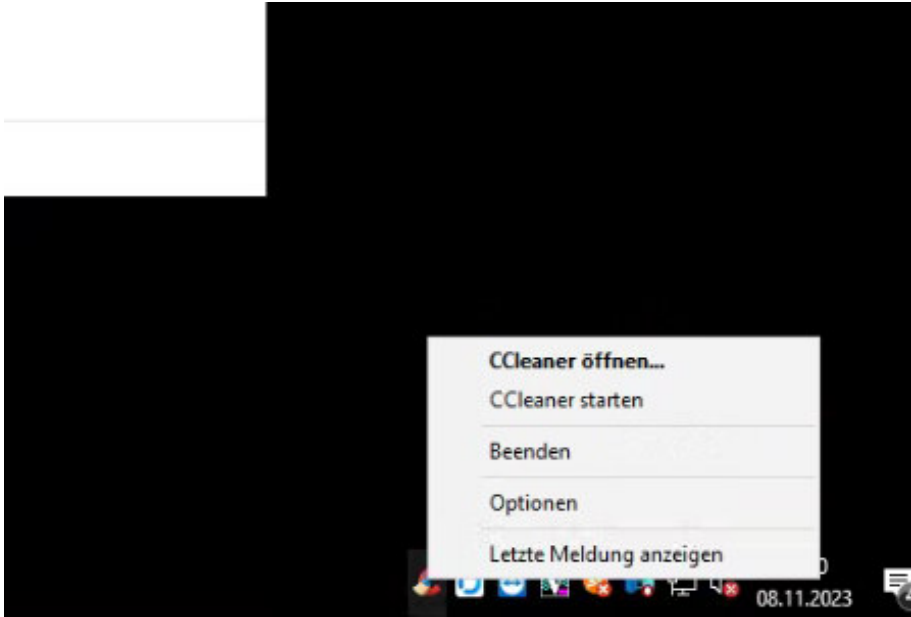 CCleaner öffnen...
CCleaner starten
Beenden
Optionen
Letzte Meldung anzeigen
08.11.2023